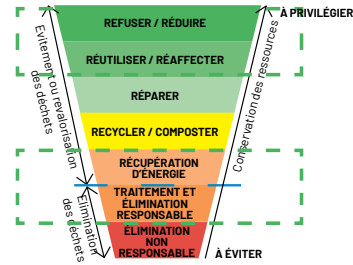 À PRIVILÉGIER
REFUSER / RÉDUIRE
RÉUTILISER / RÉAFFECTER
RÉPARER
RECYCLER / COMPOSTER
RÉCUPÉRATION
D'ÉNERGIE
TRAITEMENT ET
ÉLIMINATION
RESPONSABLE
ÉLIMINATION
NON
RESPONSABLE
À ÉVITER
Évitement ou revalorisation
des déchets
Élimination
des déchets
Conservation des ressources